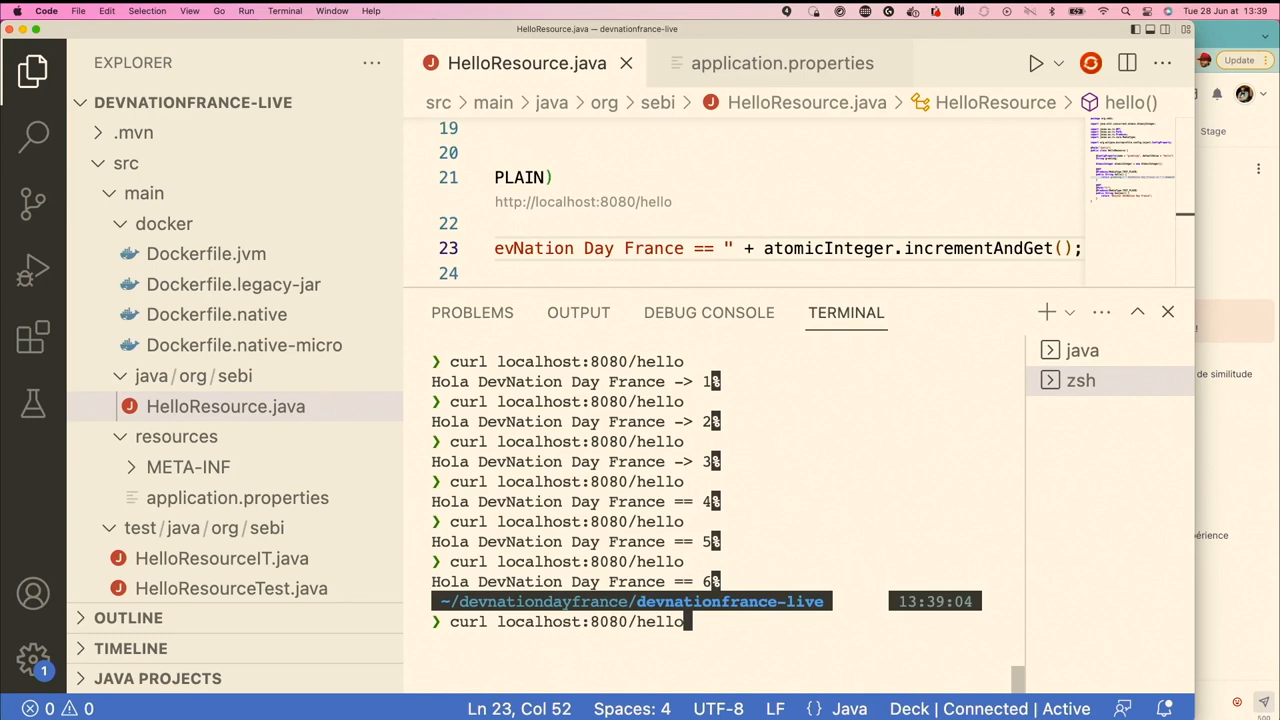 Code File Edit Selection View Go Run Terminal Window Help
Tue 28 Jun at 13:39
HelloResource.java — devnationfrance-live
Update
EXPLORER
HelloResource.java
application.properties
src > main > java > org > sebi > HelloResource.java > HelloResource > hello()
Stage
DEVNATIONFRANCE-LIVE
.mvn
src
main
docker
Dockerfile.jvm
Dockerfile.legacy-jar
Dockerfile.native
Dockerfile.native-micro
java/org/sebi
HelloResource.java
resources
META-INF
application.properties
test/java/org/sebi
HelloResourceIT.java
HelloResourceTest.java
OUTLINE
TIMELINE
JAVA PROJECTS
19
20
21 PLAIN)
http://localhost:8080/hello
22
23 evNation Day France == " + atomicInteger.incrementAndGet();
24
PROBLEMS OUTPUT DEBUG CONSOLE TERMINAL
java
zsh
❯ curl localhost:8080/hello
Hola DevNation Day France -> 1%
❯ curl localhost:8080/hello
Hola DevNation Day France -> 2%
❯ curl localhost:8080/hello
Hola DevNation Day France -> 3%
❯ curl localhost:8080/hello
Hola DevNation Day France == 4%
❯ curl localhost:8080/hello
Hola DevNation Day France == 5%
❯ curl localhost:8080/hello
Hola DevNation Day France == 6%
~/devnationdayfrance/devnationfrance-live 13:39:04
❯ curl localhost:8080/hello
de similitude
périence
1
0 0
Ln 23, Col 52 Spaces: 4 UTF-8 LF {} Java Deck | Connected | Active